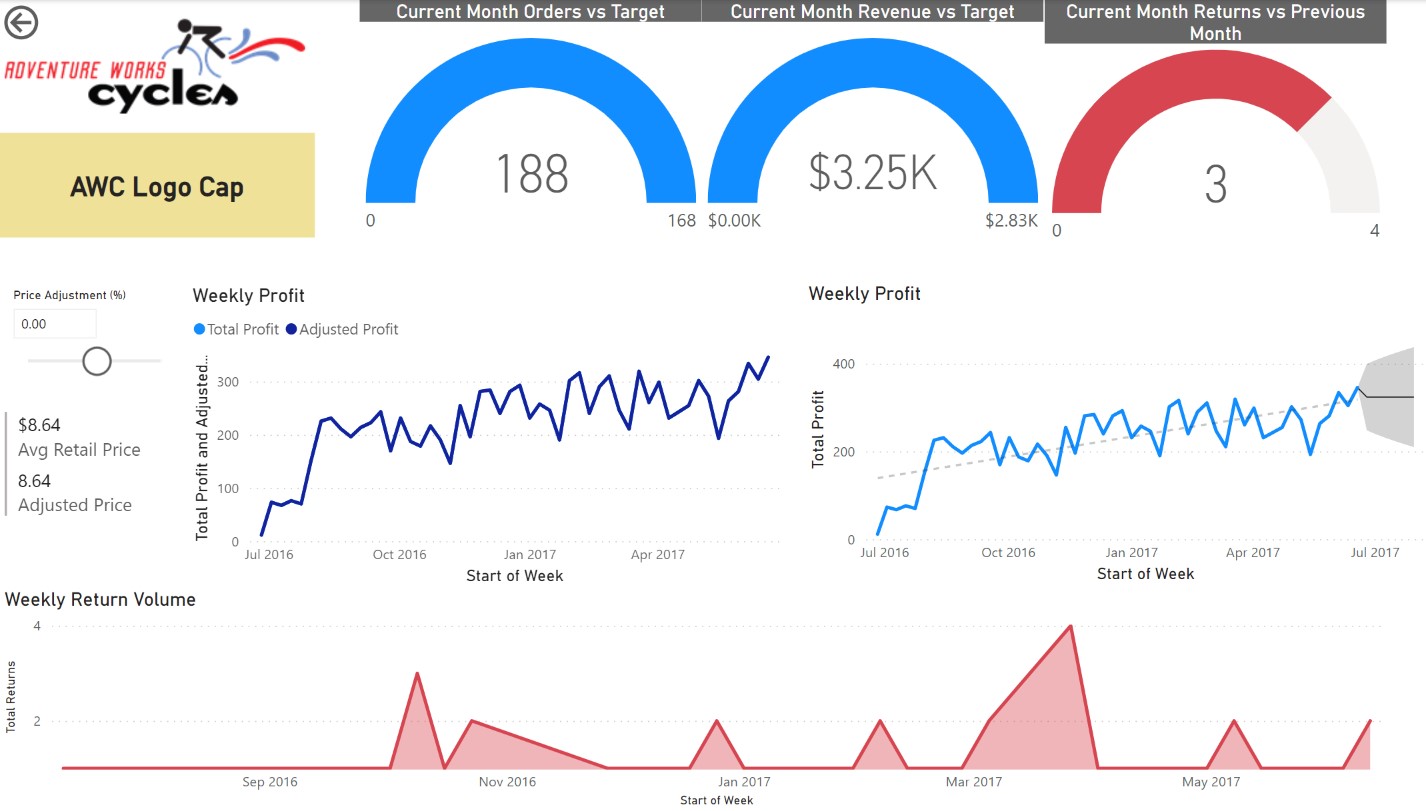 ADVENTURE WORKS
cycles
AWC Logo Cap
Current Month Orders vs Target
188
0
168
Current Month Revenue vs Target
$3.25K
$0.00K
$2.83K
Current Month Returns vs Previous
Month
3
0
4
Price Adjustment (%)
0.00
$8.64
Avg Retail Price
8.64
Adjusted Price
Weekly Profit
Total Profit
Adjusted Profit
Total Profit and Adjusted...
300
200
100
0
Jul 2016
Oct 2016
Jan 2017
Apr 2017
Start of Week
Weekly Profit
Total Profit
400
200
0
Jul 2016
Oct 2016
Jan 2017
Apr 2017
Jul 2017
Start of Week
Weekly Return Volume
Total Returns
4
2
Sep 2016
Nov 2016
Jan 2017
Mar 2017
May 2017
Start of Week